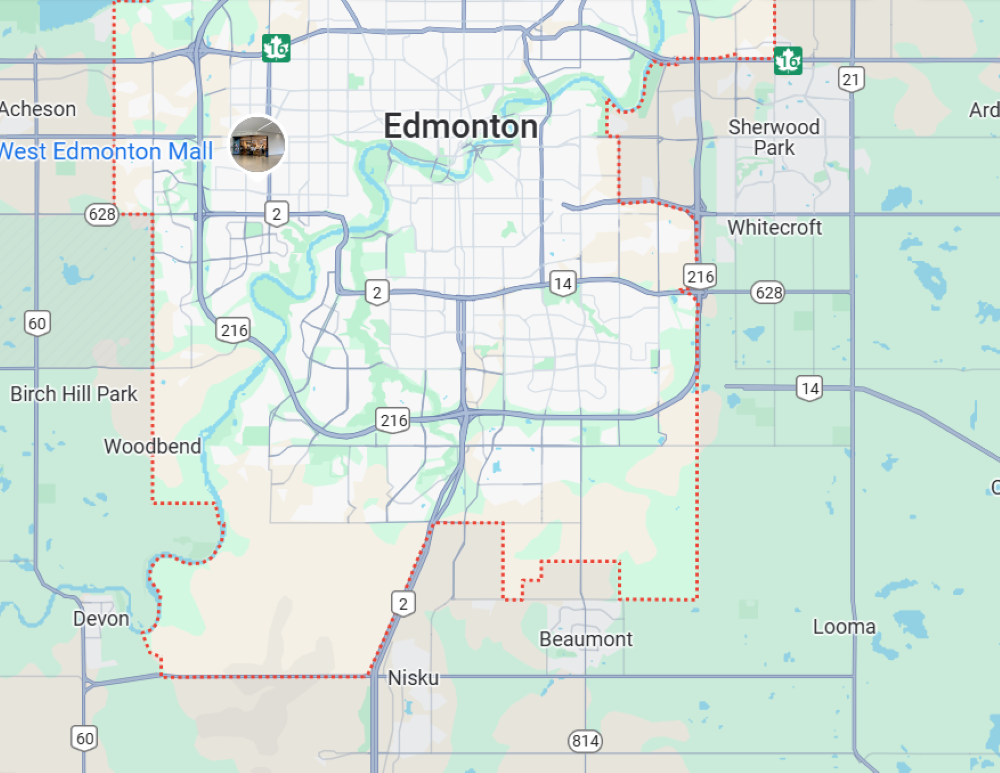 16
16
21
Acheson
Edmonton
Ard
Sherwood
Park
West Edmonton Mall
628
2
Whitecroft
216
14
2
628
60
216
14
Birch Hill Park
216
Woodbend
C
2
Devon
Looma
Beaumont
Nisku
60
814